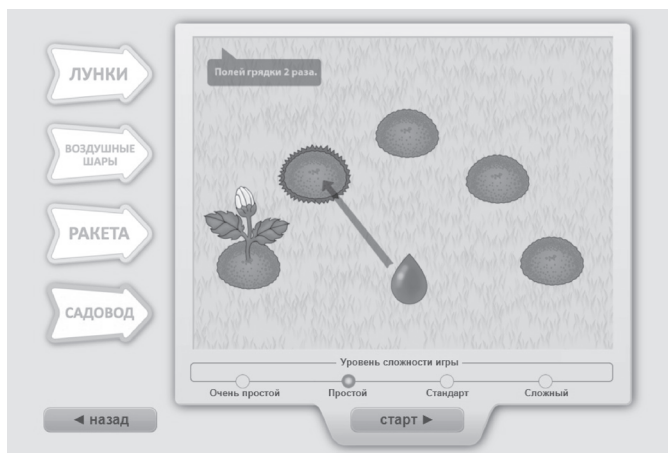 ЛУНКИ
ВОЗДУШНЫЕ
ШАРЫ
РАКЕТА
САДОВОД
◄ назад
Полей грядки 2 раза.
Уровень сложности игры
Очень простой
Простой
Стандарт
Сложный
старт ►